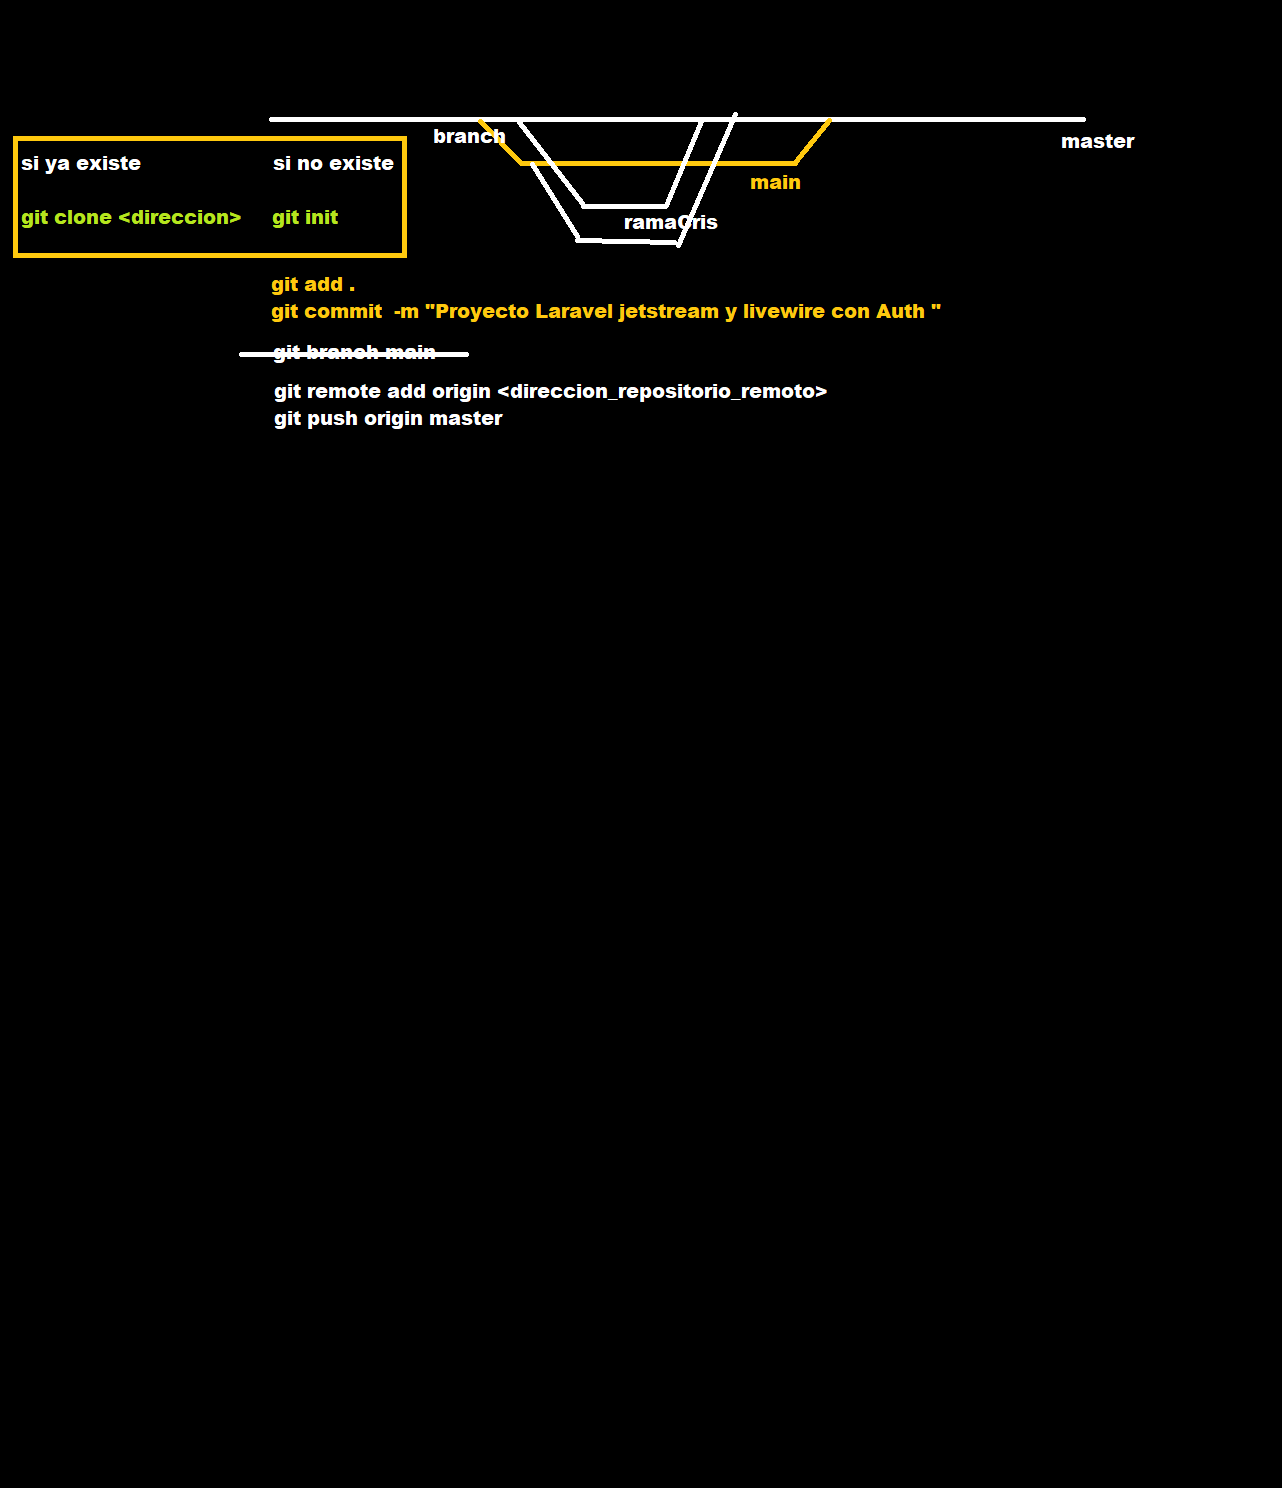 branch
master
si ya existe
si no existe
main
git clone <direccion>
git init
ramaCris
git add .
git commit  -m "Proyecto Laravel jetstream y livewire con Auth "
git branch main
git remote add origin <direccion_repositorio_remoto>
git push origin master